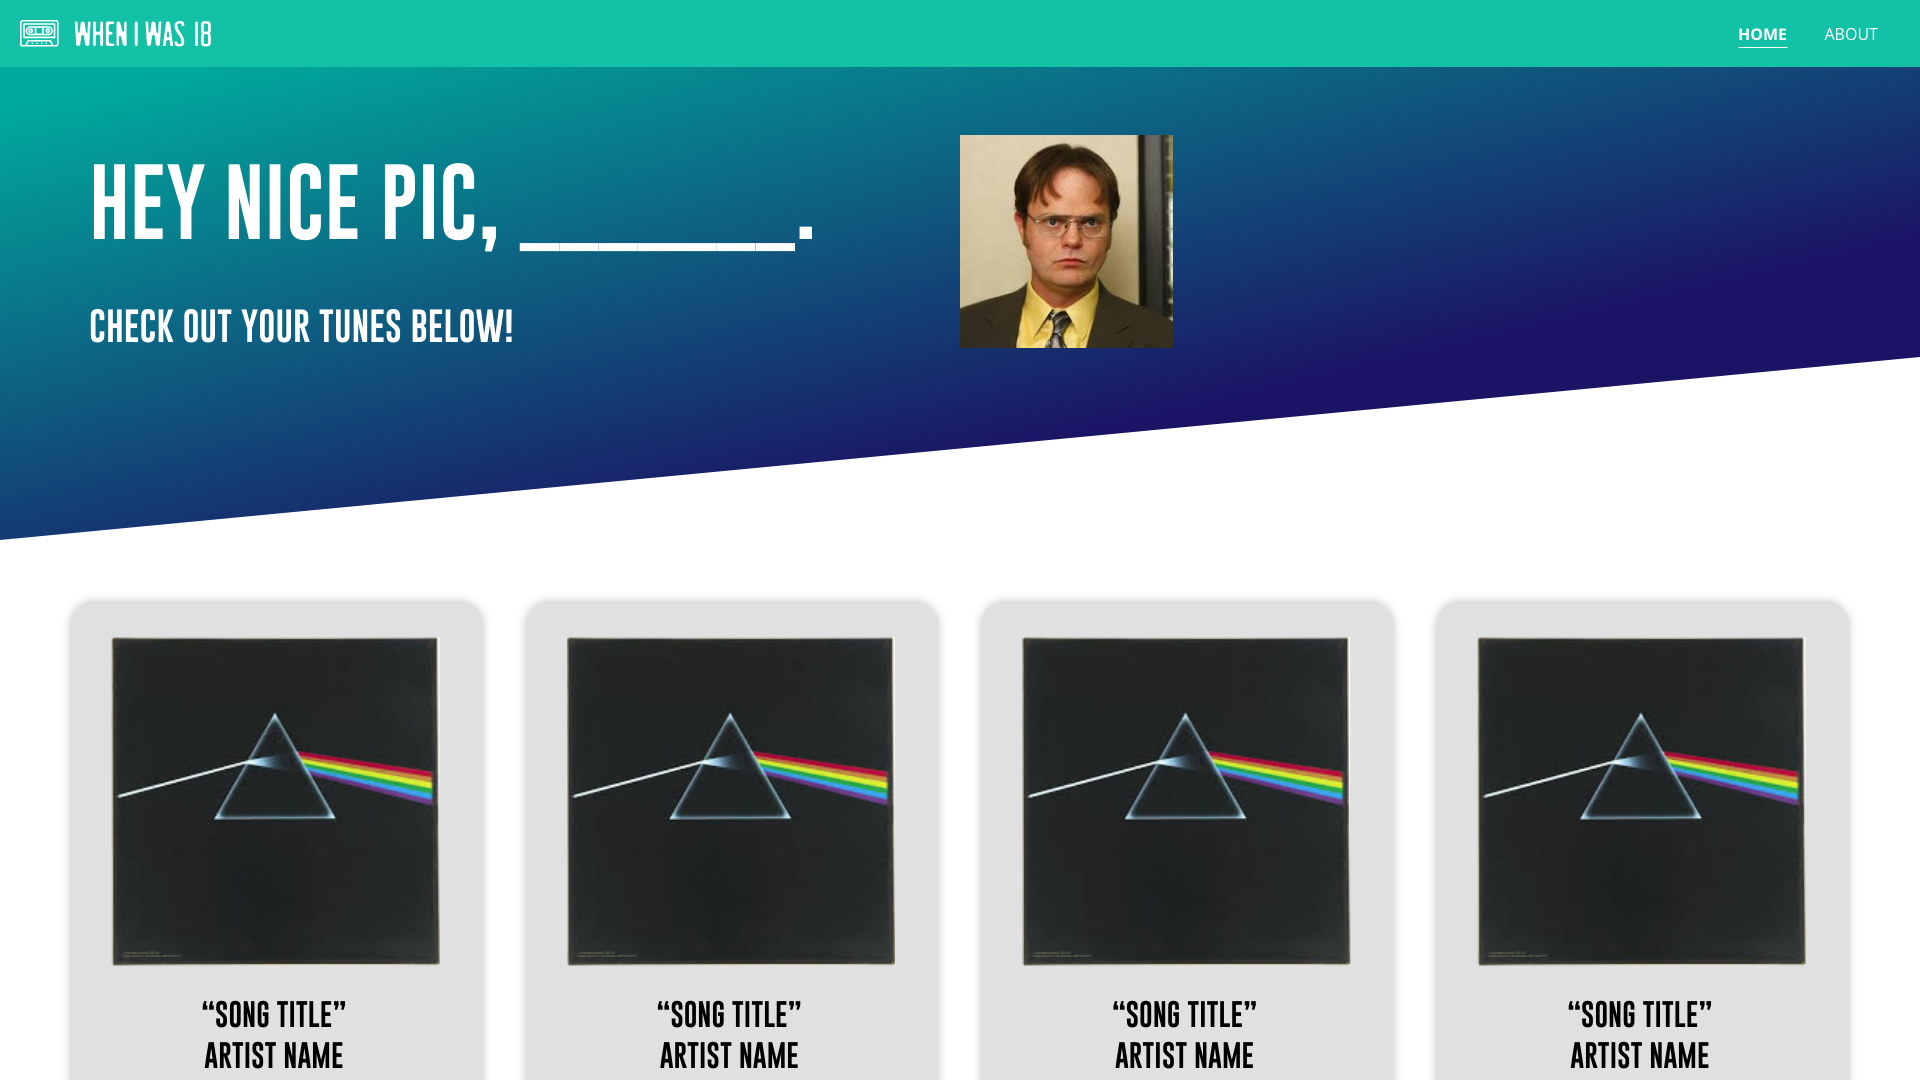 WHEN I WAS 18
HOME
ABOUT
HEY NICE PIC, _______.
CHECK OUT YOUR TUNES BELOW!
“SONG TITLE”
ARTIST NAME
“SONG TITLE”
ARTIST NAME
“SONG TITLE”
ARTIST NAME
“SONG TITLE”
ARTIST NAME